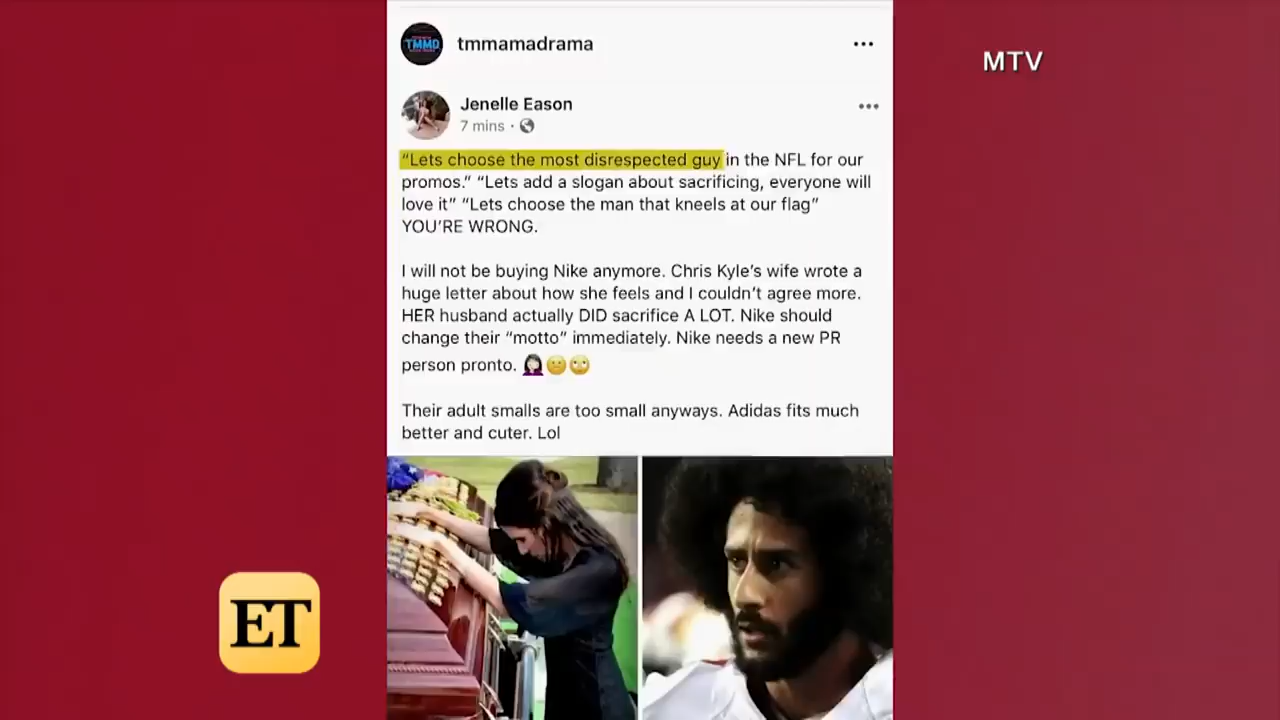 tmmamadrama
MTV
Jenelle Eason
7 mins ·
“Lets choose the most disrespected guy in the NFL for our
promos.” “Lets add a slogan about sacrificing, everyone will
love it” “Lets choose the man that kneels at our flag”
YOU’RE WRONG.
I will not be buying Nike anymore. Chris Kyle’s wife wrote a
huge letter about how she feels and I couldn’t agree more.
HER husband actually DID sacrifice A LOT. Nike should
change their “motto” immediately. Nike needs a new PR
person pronto. 🤦🏻‍♀️😐🙄
Their adult smalls are too small anyways. Adidas fits much
better and cuter. Lol
ET